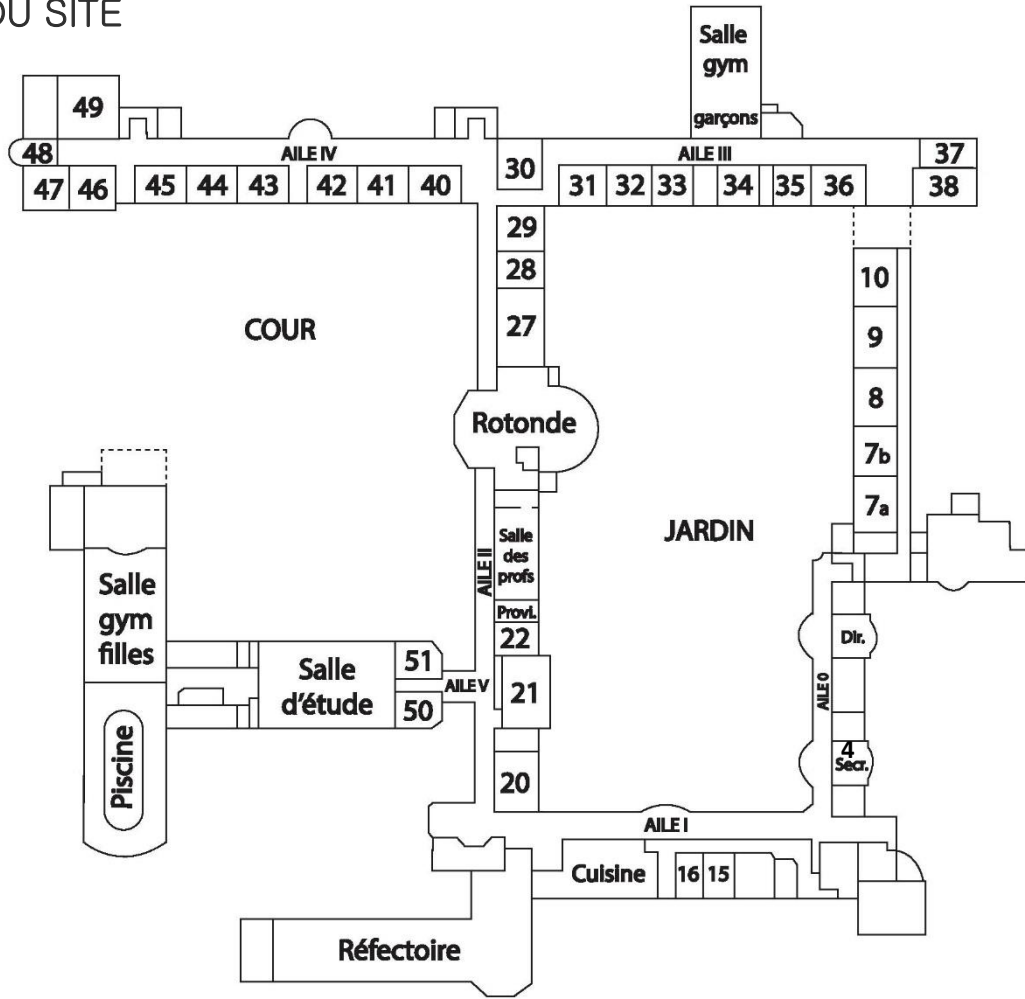 DU SITE
Salle
gym
garçons
49
48
AILE IV
AILE III
37
47 46 45 44 43 42 41 40
30
31 32 33 34 35 36
38
29
28
27
10
9
8
7b
7a
COUR
Rotonde
JARDIN
AILE II
Salle
des
profs
Provi.
22
21
20
Salle
gym
filles
Salle
d'étude
51
50
AILE V
Piscine
Dir.
AILE 0
4
Secr.
AILE I
Cuisine
16 15
Réfectoire